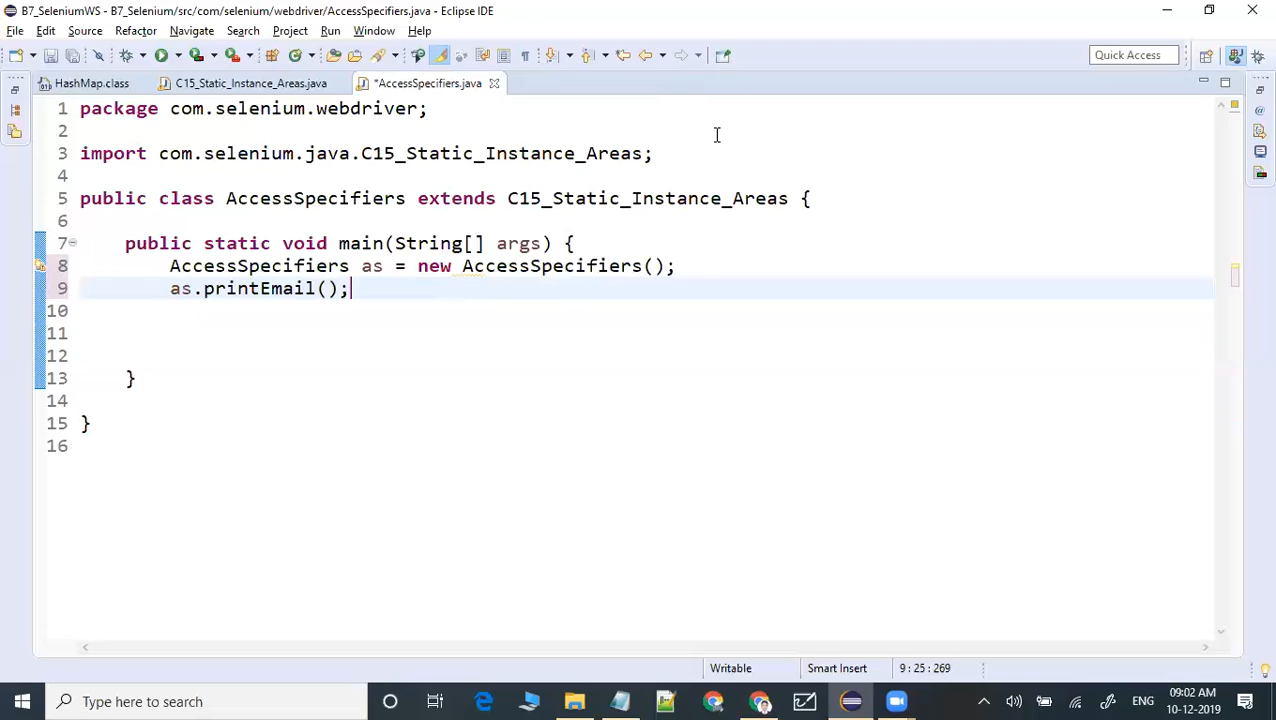 B7_SeleniumWS - B7_Selenium/src/com/selenium/webdriver/AccessSpecifiers.java - Eclipse IDE
File Edit Source Refactor Navigate Search Project Run Window Help
Quick Access
HashMap.class C15_Static_Instance_Areas.java *AccessSpecifiers.java
1 package com.selenium.webdriver;
2
3 import com.selenium.java.C15_Static_Instance_Areas;
4
5 public class AccessSpecifiers extends C15_Static_Instance_Areas {
6
7 public static void main(String[] args) {
8 AccessSpecifiers as = new AccessSpecifiers();
9 as.printEmail();
10
11
12
13 }
14
15 }
16
Writable Smart Insert 9 : 25 : 269
Type here to search
ENG
09:02 AM
10-12-2019